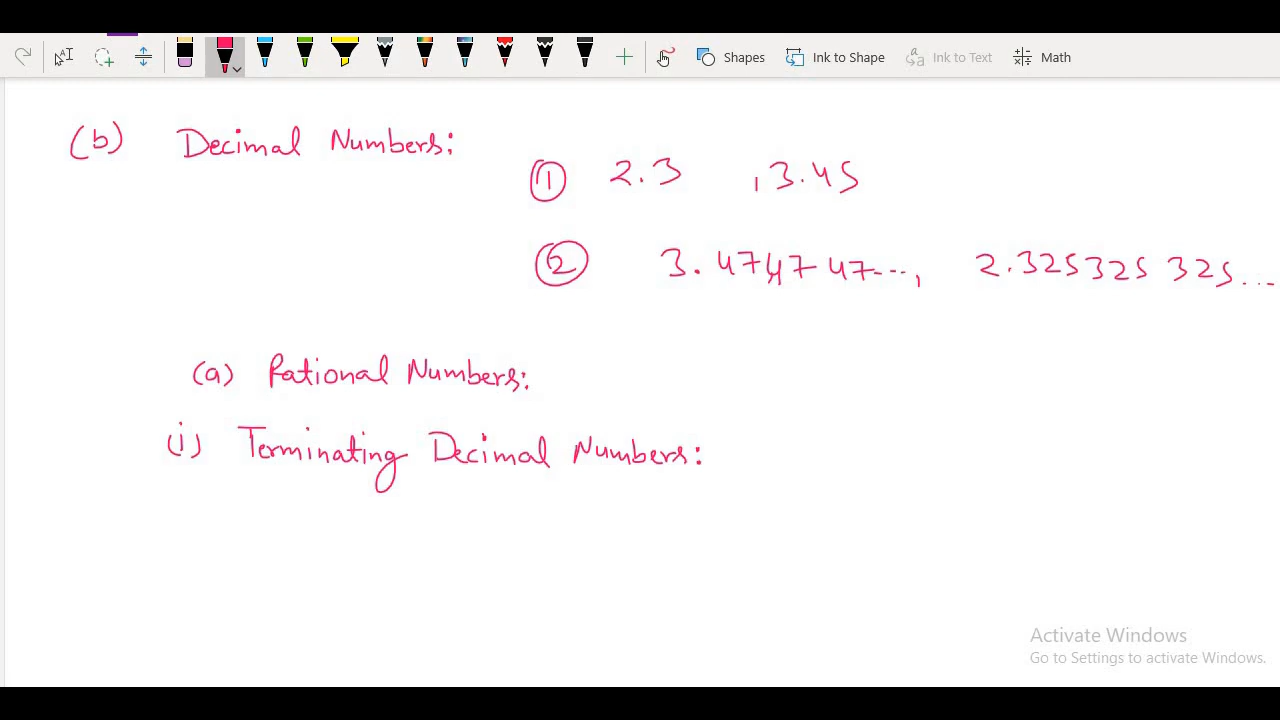 Ink to Shape
Shapes
Ink to Text
Math
(b) Decimal Numbers:
① 2.3 , 3.45
② 3.474747..., 2.325325325...
(a) Rational Numbers:
(i) Terminating Decimal Numbers:
Activate Windows
Go to Settings to activate Windows.